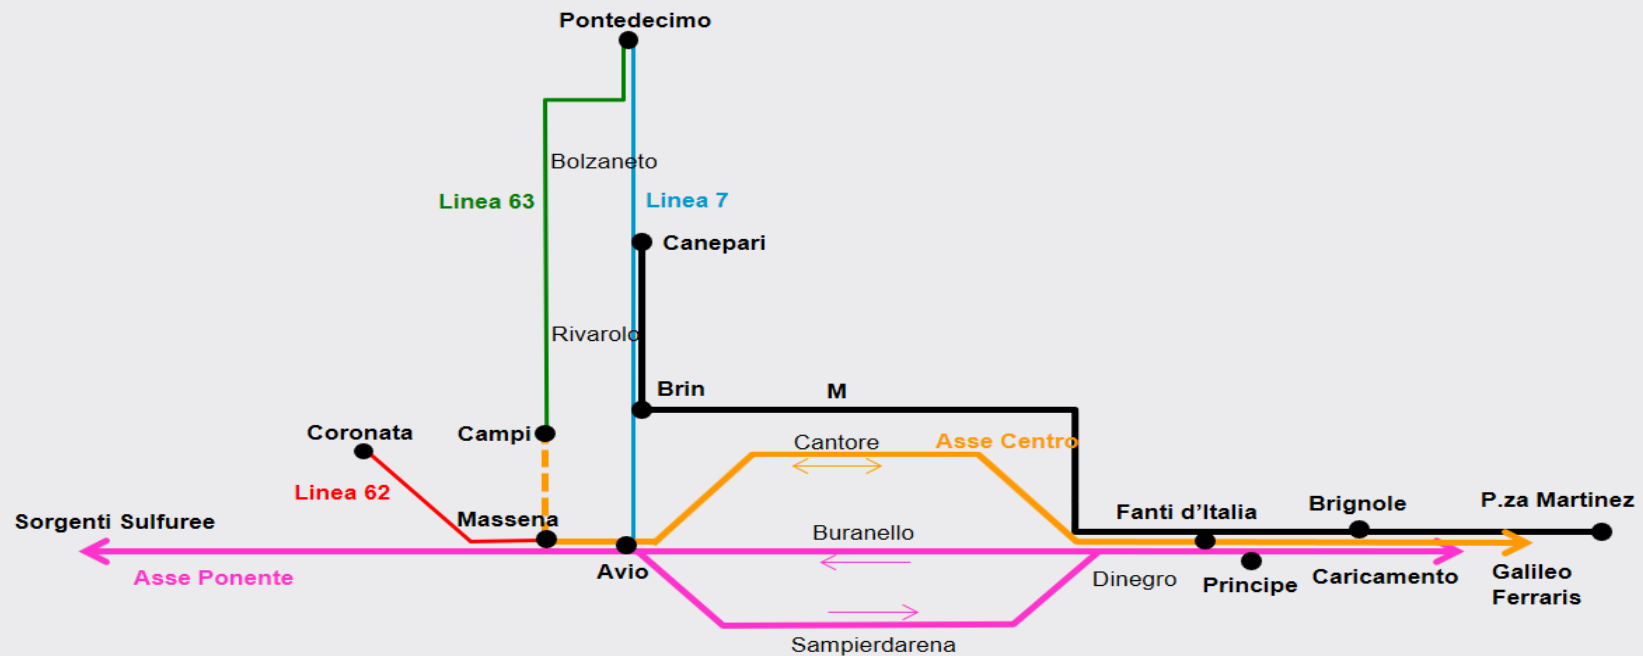 Pontedecimo
Bolzaneto
Linea 63
Linea 7
Canepari
Rivarolo
Brin
M
Coronata
Campi
Cantore
Asse Centro
Linea 62
Massena
Fanti d'Italia
Brignole
P.za Martinez
Sorgenti Sulfuree
Buranello
Asse Ponente
Avio
Dinegro
Principe
Caricamento
Galileo
Ferraris
Sampierdarena